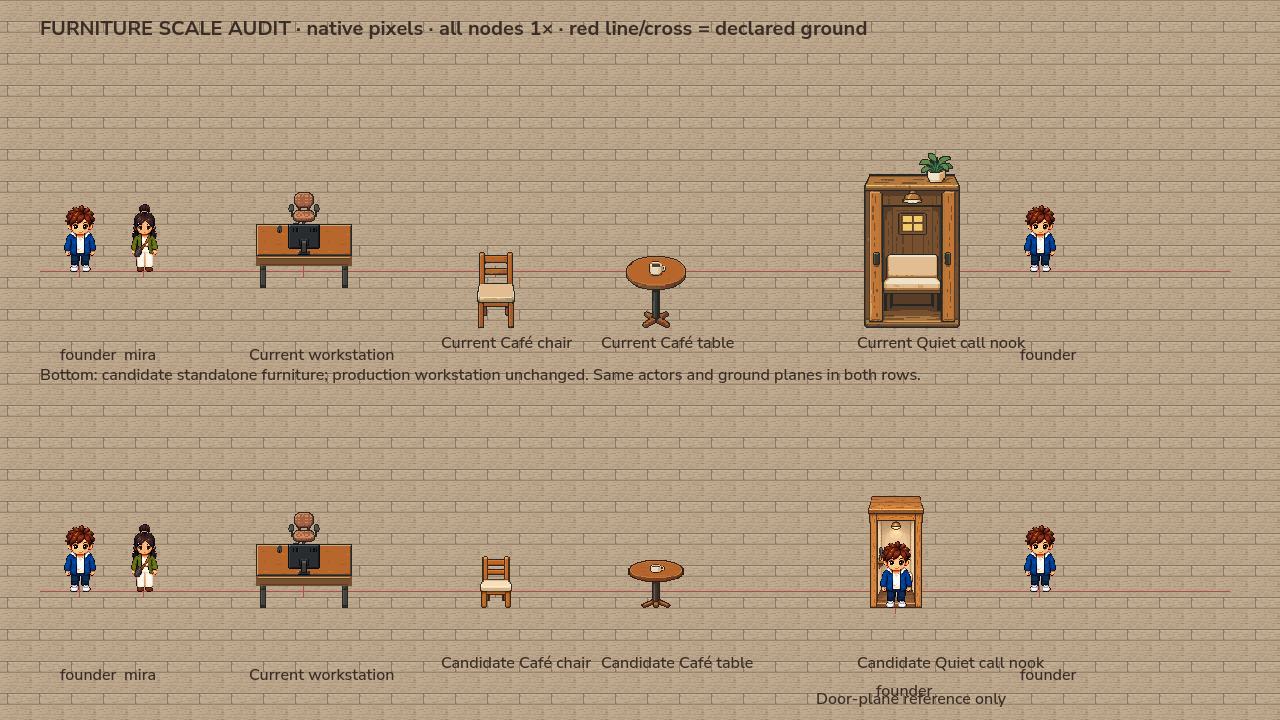 FURNITURE SCALE AUDIT · native pixels · all nodes 1× · red line/cross = declared ground
Current Café chair
Current Café table
Current Quiet call nook
founder
mira
Current workstation
founder
Bottom: candidate standalone furniture; production workstation unchanged. Same actors and ground planes in both rows.
Candidate Café chair
Candidate Café table
Candidate Quiet call nook
founder
mira
Current workstation
founder
founder
Door-plane reference only